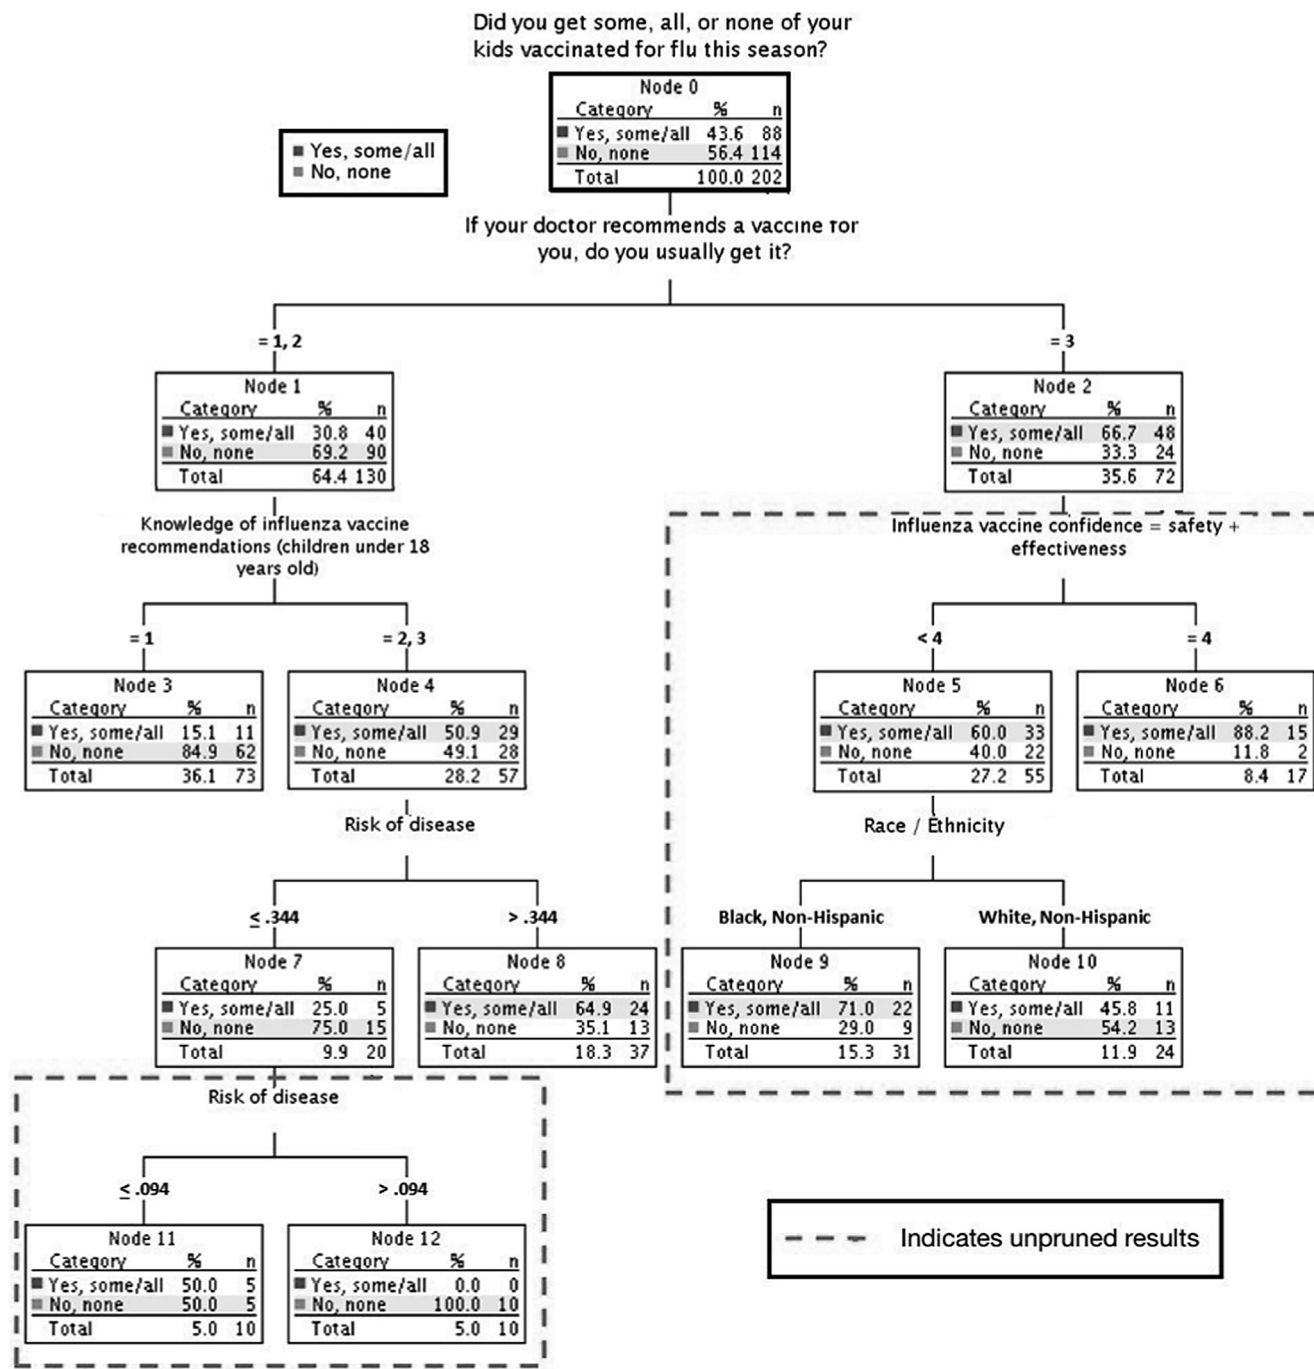 Did you get some, all, or none of your
kids vaccinated for flu this season?
Node 0
Category % n
Yes, some/all 43.6 88
No, none 56.4 114
Total 100.0 202
Yes, some/all
No, none
If your doctor recommends a vaccine for
you, do you usually get it?
= 1, 2
= 3
Node 1
Category % n
Yes, some/all 30.8 40
No, none 69.2 90
Total 64.4 130
Node 2
Category % n
Yes, some/all 66.7 48
No, none 33.3 24
Total 35.6 72
Knowledge of influenza vaccine
recommendations (children under 18
years old)
Influenza vaccine confidence = safety +
effectiveness
= 1
= 2, 3
< 4
= 4
Node 3
Category % n
Yes, some/all 15.1 11
No, none 84.9 62
Total 36.1 73
Node 4
Category % n
Yes, some/all 50.9 29
No, none 49.1 28
Total 28.2 57
Node 5
Category % n
Yes, some/all 60.0 33
No, none 40.0 22
Total 27.2 55
Node 6
Category % n
Yes, some/all 88.2 15
No, none 11.8 2
Total 8.4 17
Risk of disease
Race / Ethnicity
≤ .344
> .344
Black, Non-Hispanic
White, Non-Hispanic
Node 7
Category % n
Yes, some/all 25.0 5
No, none 75.0 15
Total 9.9 20
Node 8
Category % n
Yes, some/all 64.9 24
No, none 35.1 13
Total 18.3 37
Node 9
Category % n
Yes, some/all 71.0 22
No, none 29.0 9
Total 15.3 31
Node 10
Category % n
Yes, some/all 45.8 11
No, none 54.2 13
Total 11.9 24
Risk of disease
≤ .094
> .094
Node 11
Category % n
Yes, some/all 50.0 5
No, none 50.0 5
Total 5.0 10
Node 12
Category % n
Yes, some/all 0.0 0
No, none 100.0 10
Total 5.0 10
Indicates unpruned results